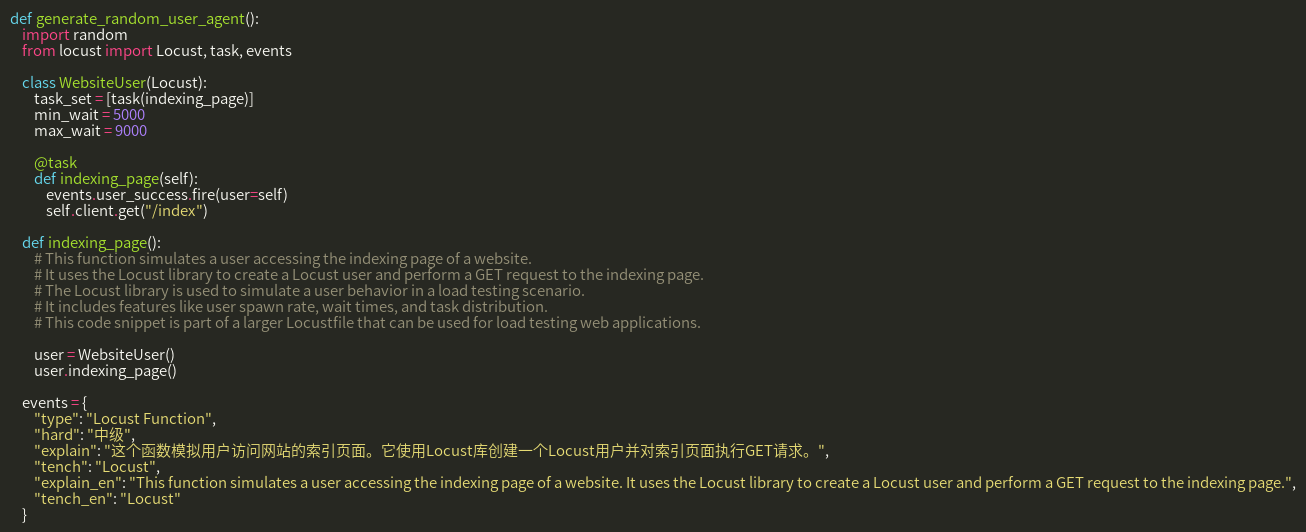 def generate_random_user_agent():
    import random
    from locust import Locust, task, events

    class WebsiteUser(Locust):
        task_set = [task(indexing_page)]
        min_wait = 5000
        max_wait = 9000

        @task
        def indexing_page(self):
            events.user_success.fire(user=self)
            self.client.get("/index")

    def indexing_page():
        # This function simulates a user accessing the indexing page of a website.
        # It uses the Locust library to create a Locust user and perform a GET request to the indexing page.
        # The Locust library is used to simulate a user behavior in a load testing scenario.
        # It includes features like user spawn rate, wait times, and task distribution.
        # This code snippet is part of a larger Locustfile that can be used for load testing web applications.

        user = WebsiteUser()
        user.indexing_page()

    events = {
        "type": "Locust Function",
        "hard": "中级",
        "explain": "这个函数模拟用户访问网站的索引页面。它使用Locust库创建一个Locust用户并对索引页面执行GET请求。",
        "tench": "Locust",
        "explain_en": "This function simulates a user accessing the indexing page of a website. It uses the Locust library to create a Locust user and perform a GET request to the indexing page.",
        "tench_en": "Locust"
    }